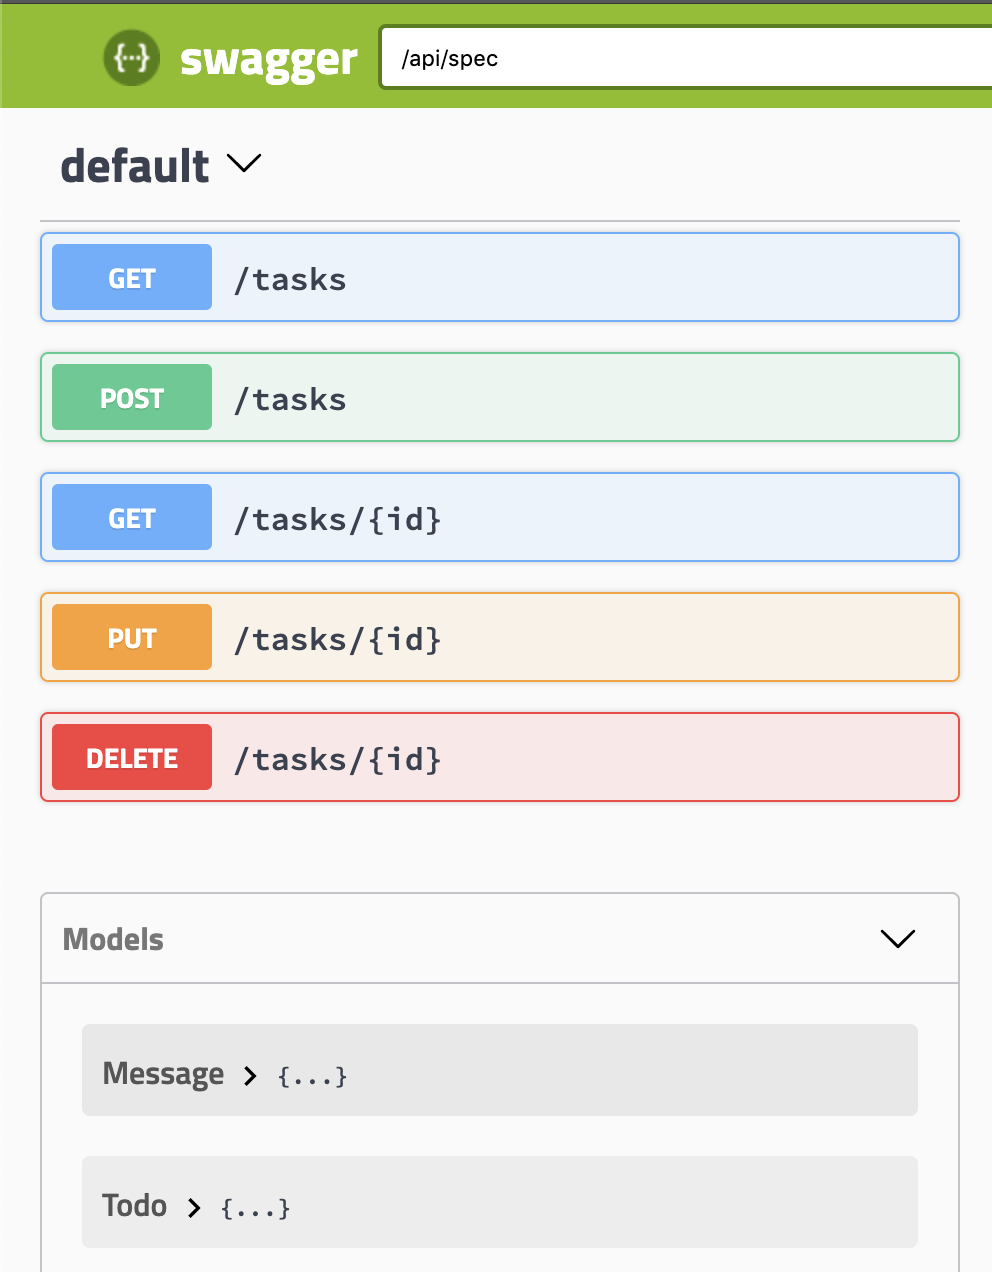 {···} swagger /api/spec
default
GET /tasks
POST /tasks
GET /tasks/{id}
PUT /tasks/{id}
DELETE /tasks/{id}
Models
Message > {...}
Todo > {...}